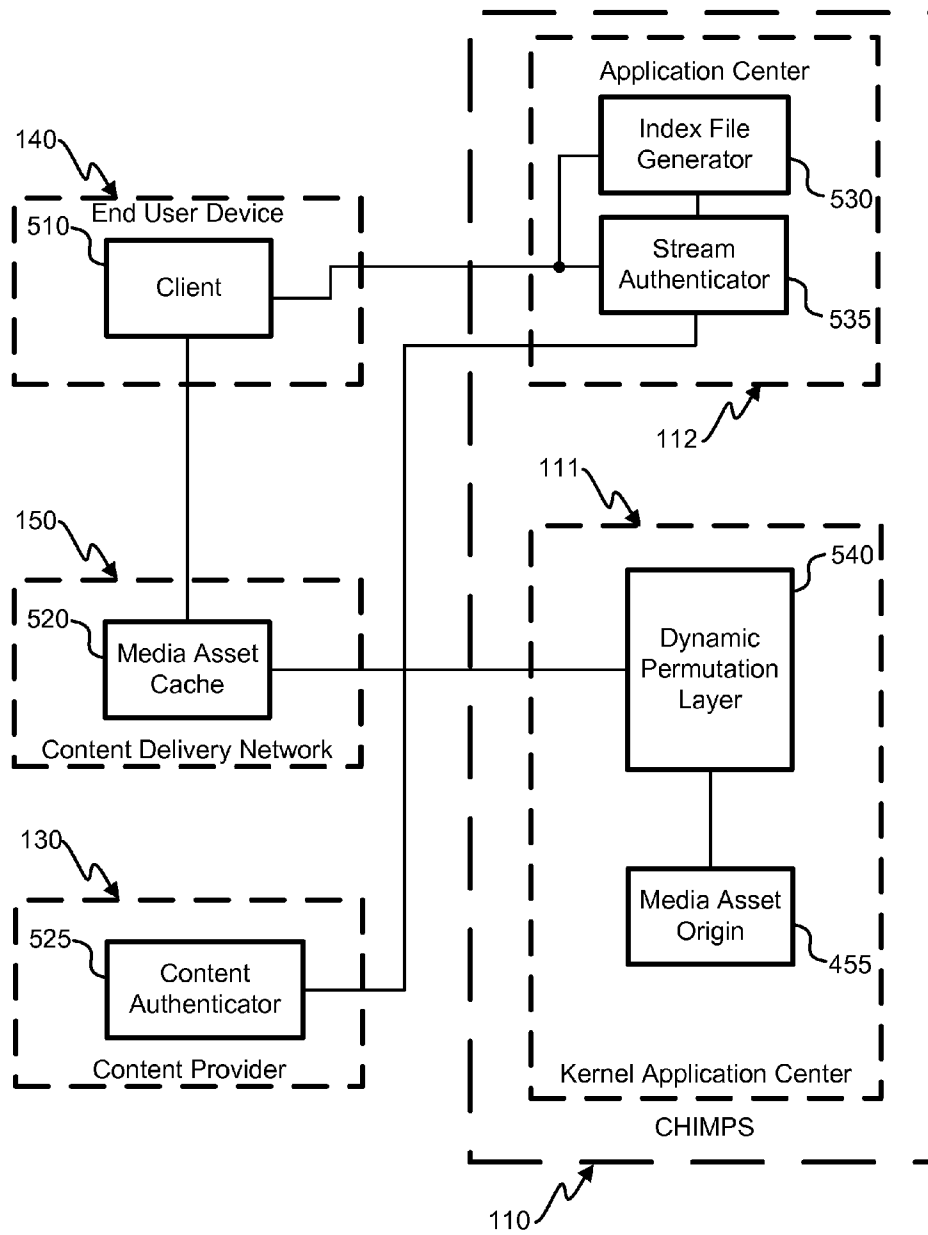 Application Center
Index File
Generator
530
Stream
Authenticator
535
112
140
End User Device
510
Client
111
150
540
520
Media Asset
Cache
Content Delivery Network
Dynamic
Permutation
Layer
130
525
Content
Authenticator
Content Provider
Media Asset
Origin
455
Kernel Application Center
CHIMPS
110